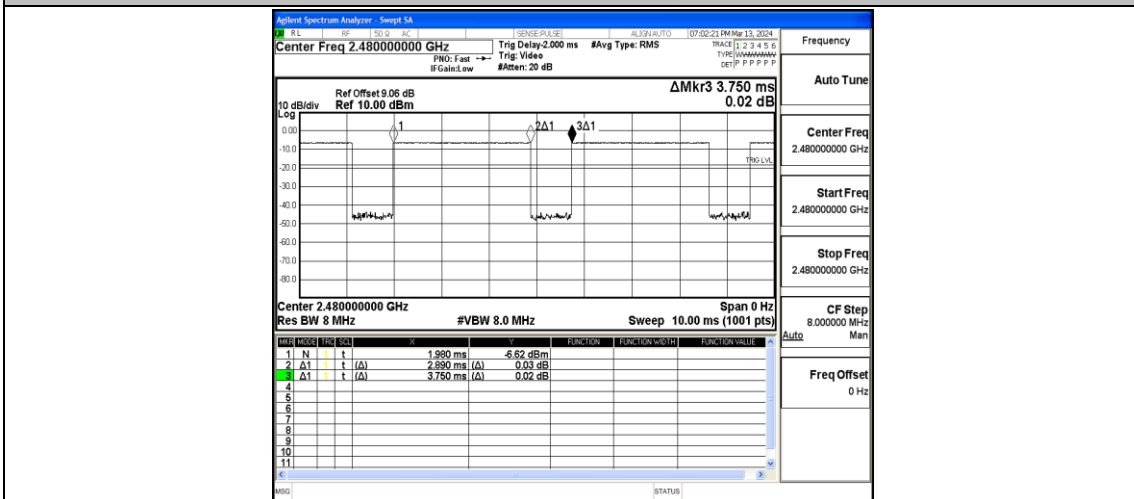 Agilent Spectrum Analyzer - Swept SA
RL RF 50 Ω AC SENSE:PULSE ALIGN AUTO 07:02:21 PM Mar 13, 2024
Center Freq 2.480000000 GHz
PNO: Fast
IFGain:Low
Trig Delay-2.000 ms
Trig: Video
#Atten: 20 dB
#Avg Type: RMS
TRACE 1 2 3 4 5 6
TYPE
DET P P P P P P
Frequency
Auto Tune
Center Freq
2.480000000 GHz
Start Freq
2.480000000 GHz
Stop Freq
2.480000000 GHz
CF Step
8.000000 MHz
Auto Man
Freq Offset
0 Hz
ΔMkr3 3.750 ms
0.02 dB
Ref Offset 9.06 dB
10 dB/div Ref 10.00 dBm
Log
0.00
-10.0
-20.0
-30.0
-40.0
-50.0
-60.0
-70.0
-80.0
1
2Δ1
3Δ1
TRIG LVL
Center 2.480000000 GHz Span 0 Hz
Res BW 8 MHz #VBW 8.0 MHz Sweep 10.00 ms (1001 pts)
MKR MODE TRC SCL X Y FUNCTION FUNCTION WIDTH FUNCTION VALUE
1 N 1 t 1.980 ms -6.62 dBm
2 Δ1 1 t (Δ) 2.890 ms (Δ) 0.03 dB
3 Δ1 1 t (Δ) 3.750 ms (Δ) 0.02 dB
4
5
6
7
8
9
10
11
MSG STATUS